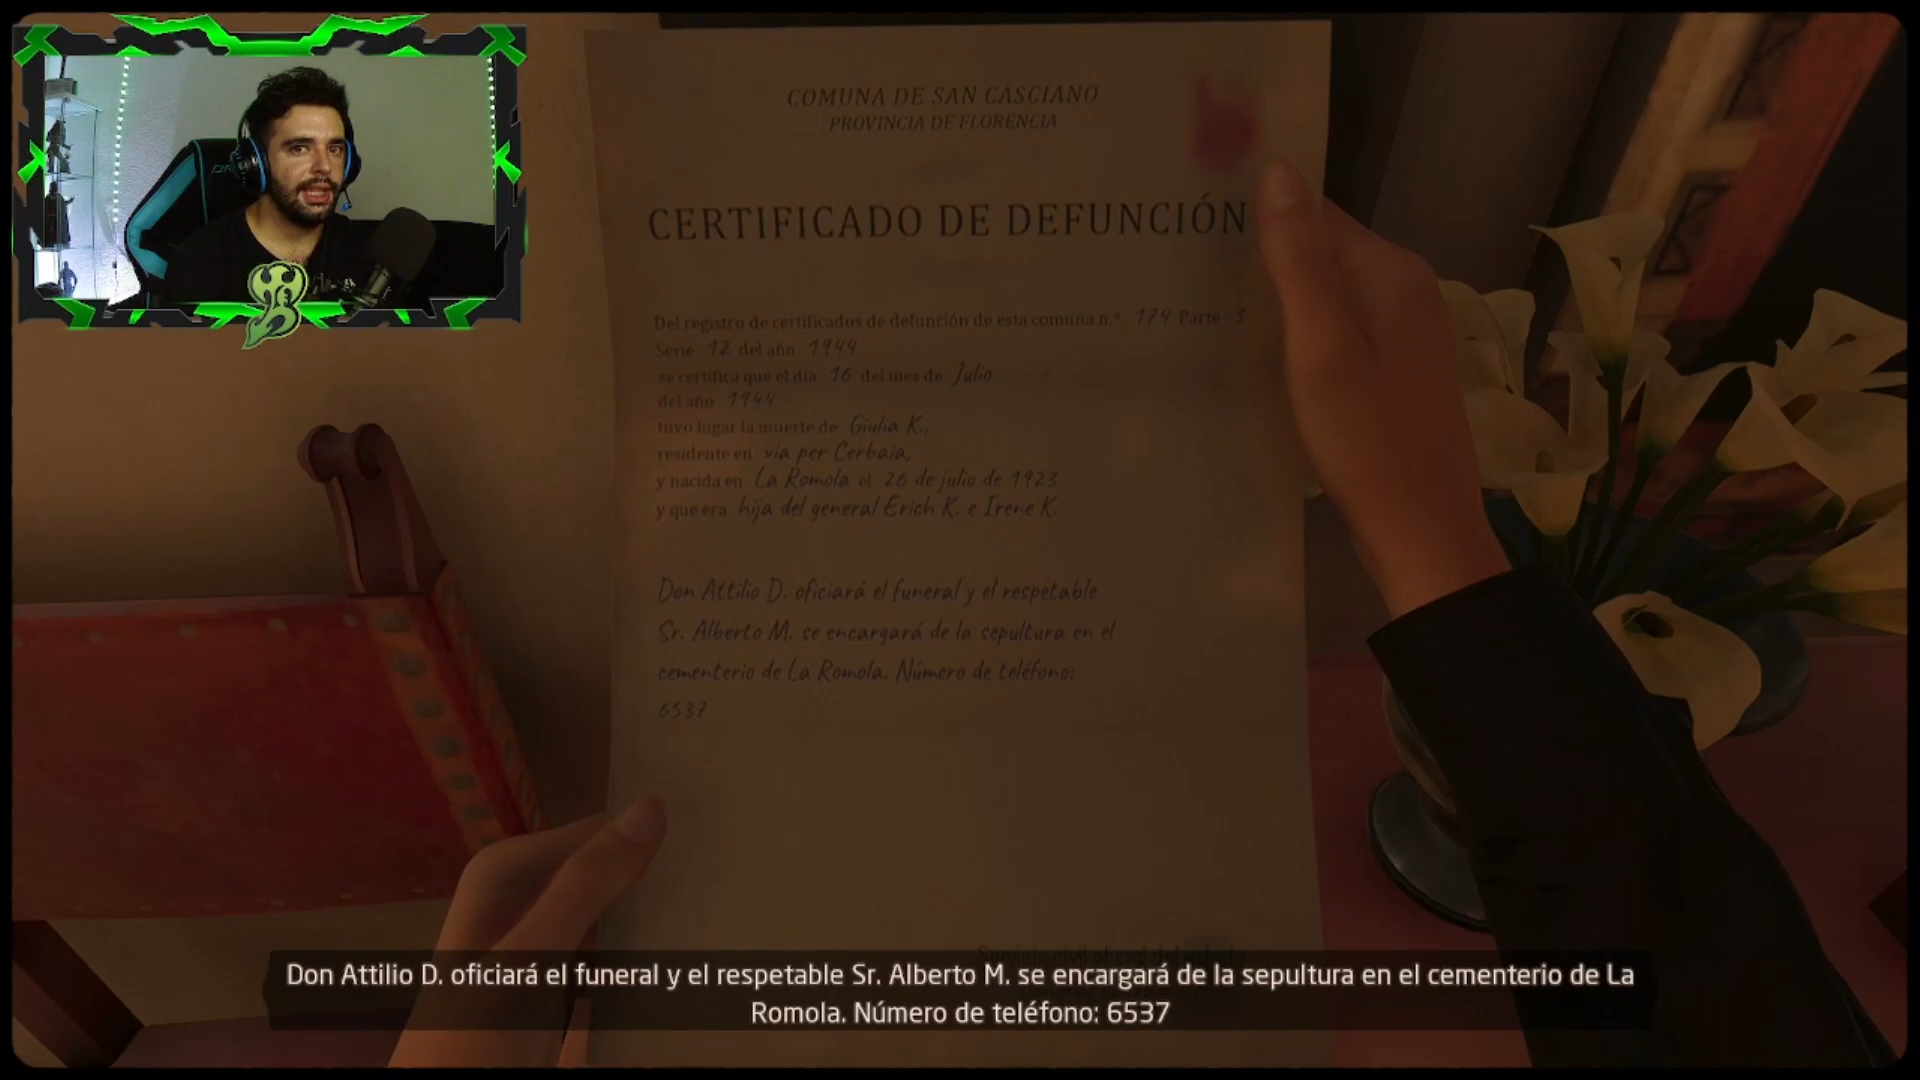 COMUNA DE SAN CASCIANO
PROVINCIA DE FLORENCIA
CERTIFICADO DE DEFUNCIÓN
Del registro de certificados de defunción de esta comuna n.º 174 Parte 3
Serie 12 del año 1944
se certifica que el día 16 del mes de Julio
del año 1944
tuvo lugar la muerte de Giulia K.,
residente en via per Cerbaia,
y nacida en La Romola el 26 de julio de 1923
y que era hija del general Erich K. e Irene K.
Don Attilio D. oficiará el funeral y el respetable
Sr. Alberto M. se encargará de la sepultura en el
cementerio de La Romola. Número de teléfono:
6537
Servicio civil oficial del estado
Don Attilio D. oficiará el funeral y el respetable Sr. Alberto M. se encargará de la sepultura en el cementerio de La
Romola. Número de teléfono: 6537